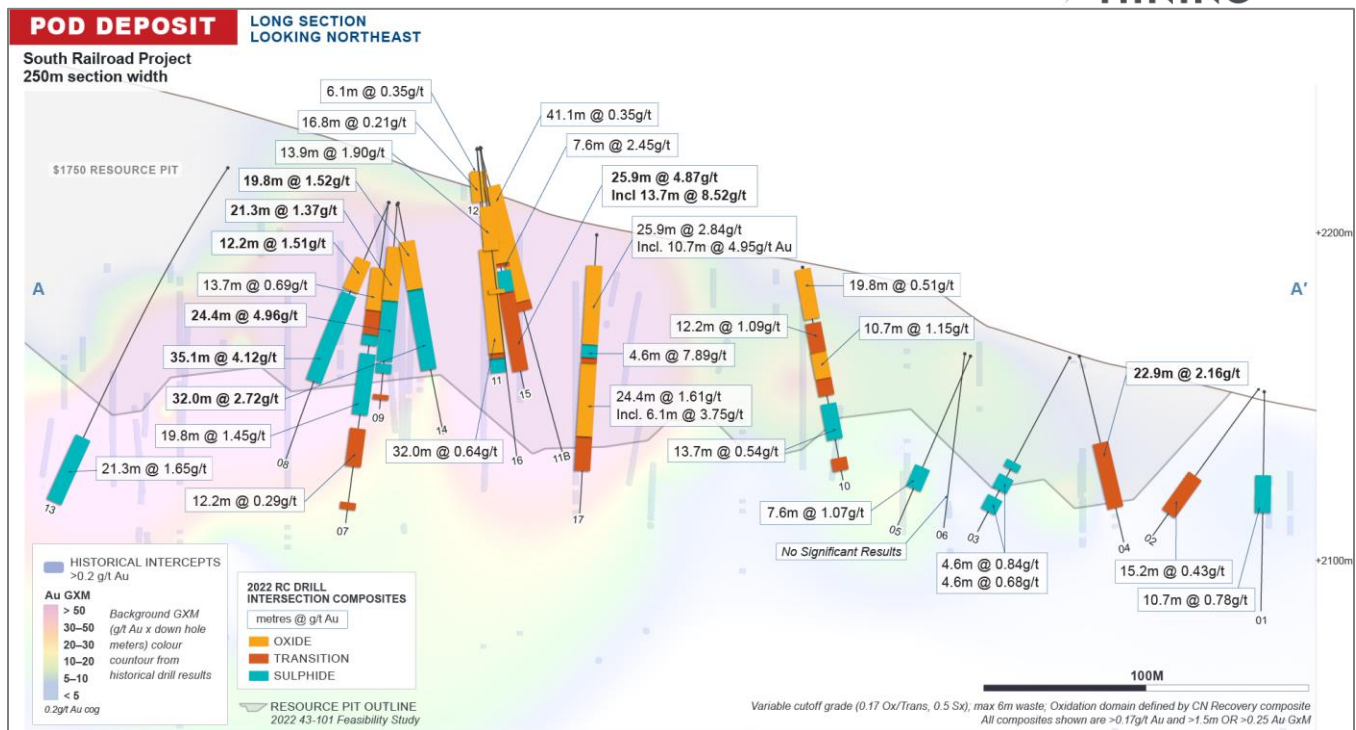 MINING
POD DEPOSIT
LONG SECTION
LOOKING NORTHEAST
South Railroad Project
250m section width
6.1m @ 0.35g/t
16.8m @ 0.21g/t
13.9m @ 1.90g/t
19.8m @ 1.52g/t
21.3m @ 1.37g/t
12.2m @ 1.51g/t
13.7m @ 0.69g/t
24.4m @ 4.96g/t
35.1m @ 4.12g/t
32.0m @ 2.72g/t
19.8m @ 1.45g/t
21.3m @ 1.65g/t
12.2m @ 0.29g/t
32.0m @ 0.64g/t
41.1m @ 0.35g/t
7.6m @ 2.45g/t
25.9m @ 4.87g/t
Incl 13.7m @ 8.52g/t
25.9m @ 2.84g/t
Incl. 10.7m @ 4.95g/t Au
4.6m @ 7.89g/t
24.4m @ 1.61g/t
Incl. 6.1m @ 3.75g/t
19.8m @ 0.51g/t
12.2m @ 1.09g/t
10.7m @ 1.15g/t
13.7m @ 0.54g/t
7.6m @ 1.07g/t
No Significant Results
4.6m @ 0.84g/t
4.6m @ 0.68g/t
22.9m @ 2.16g/t
15.2m @ 0.43g/t
10.7m @ 0.78g/t
$1750 RESOURCE PIT
A
A'
+2200m
+2100m
13
08
07
09
14
12
11
15
16
11B
17
10
05
06
03
04
02
01
HISTORICAL INTERCEPTS
>0.2 g/t Au
Au GXM
> 50
30–50
20–30
10–20
5–10
< 5
0.2g/t Au cog
Background GXM
(g/t Au x down hole
meters) colour
countour from
historical drill results
2022 RC DRILL
INTERSECTION COMPOSITES
metres @ g/t Au
OXIDE
TRANSITION
SULPHIDE
RESOURCE PIT OUTLINE
2022 43-101 Feasibility Study
100M
Variable cutoff grade (0.17 Ox/Trans, 0.5 Sx), max 6m waste; Oxidation domain defined by CN Recovery composite
All composites shown are >0.17g/t Au and >1.5m OR >0.25 Au GxM